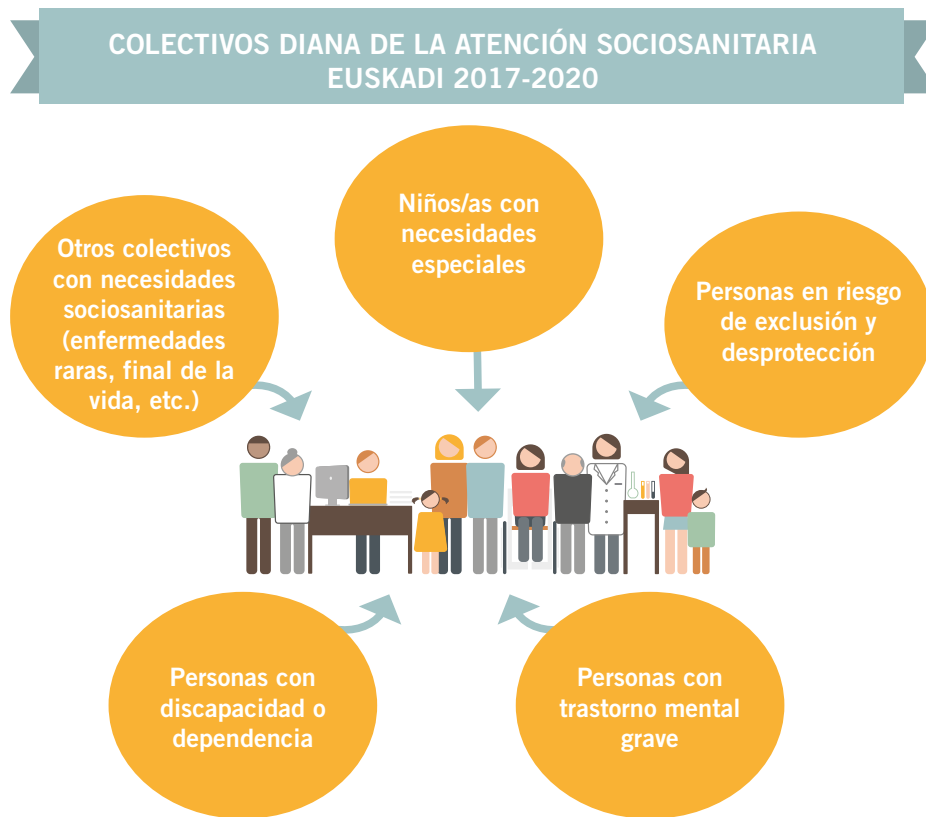 COLECTIVOS DIANA DE LA ATENCIÓN SOCIOSANITARIA
EUSKADI 2017-2020
Niños/as con
necesidades
especiales
Otros colectivos
con necesidades
sociosanitarias
(enfermedades
raras, final de la
vida, etc.)
Personas en riesgo
de exclusión y
desprotección
Personas con
discapacidad o
dependencia
Personas con
trastorno mental
grave